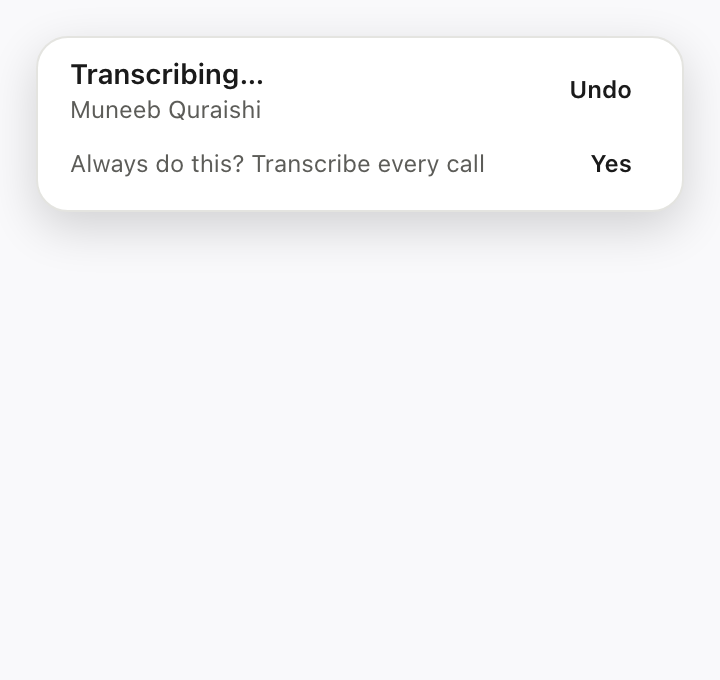 Transcribing...
Muneeb Quraishi
Undo
Always do this? Transcribe every call
Yes